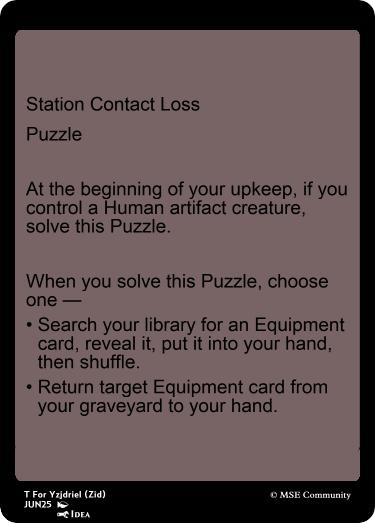 Station Contact Loss
Puzzle
At the beginning of your upkeep, if you
control a Human artifact creature,
solve this Puzzle.
When you solve this Puzzle, choose
one —
• Search your library for an Equipment
card, reveal it, put it into your hand,
then shuffle.
• Return target Equipment card from
your graveyard to your hand.
T For Yzjdriel (Zid)
JUN25
IDEA
© MSE Community